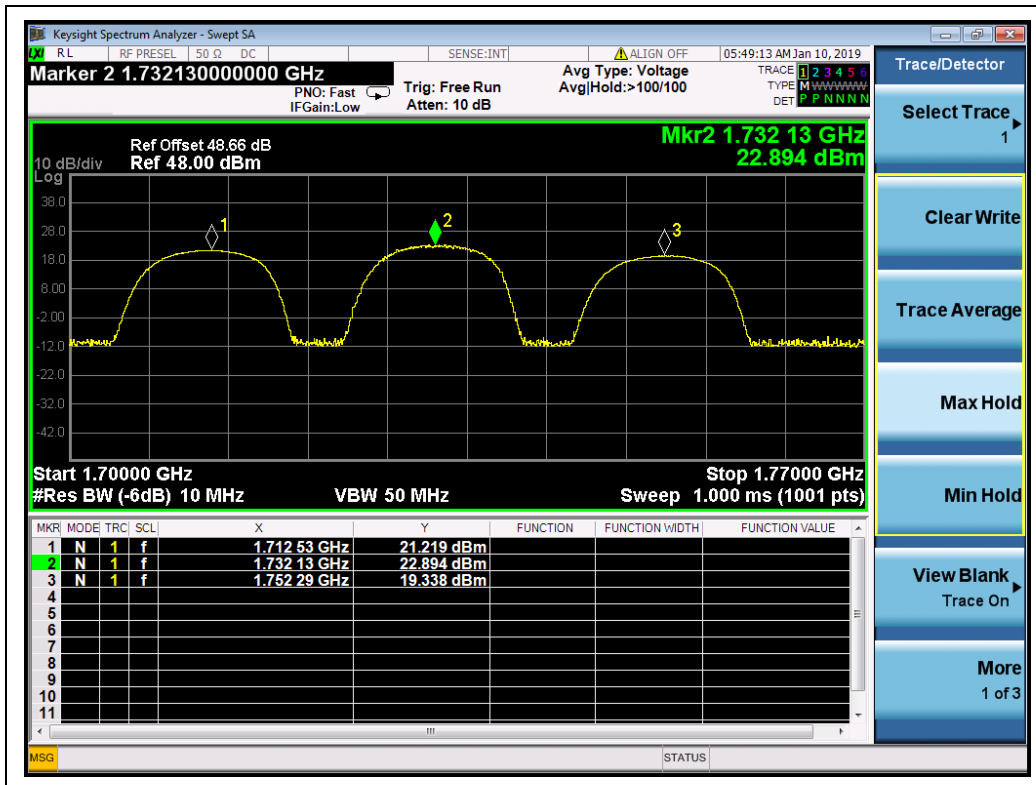 Keysight Spectrum Analyzer - Swept SA
LXI RL RF PRESEL 50 Ω DC SENSE:INT ALIGN OFF 05:49:13 AM Jan 10, 2019
Marker 2 1.732130000000 GHz
PNO: Fast
IFGain:Low
Trig: Free Run
Atten: 10 dB
Avg Type: Voltage
Avg|Hold:>100/100
TRACE 1 2 3 4 5 6
TYPE MWWWWW
DET P P N N N N
Mkr2 1.732 13 GHz
22.894 dBm
Ref Offset 48.66 dB
10 dB/div Ref 48.00 dBm
Log
38.0
28.0
18.0
8.00
-2.00
-12.0
-22.0
-32.0
-42.0
1
2
3
Start 1.70000 GHz Stop 1.77000 GHz
#Res BW (-6dB) 10 MHz VBW 50 MHz Sweep 1.000 ms (1001 pts)
MKR MODE TRC SCL X Y FUNCTION FUNCTION WIDTH FUNCTION VALUE
1 N 1 f 1.712 53 GHz 21.219 dBm
2 N 1 f 1.732 13 GHz 22.894 dBm
3 N 1 f 1.752 29 GHz 19.338 dBm
4
5
6
7
8
9
10
11
MSG STATUS
Trace/Detector
Select Trace
1
Clear Write
Trace Average
Max Hold
Min Hold
View Blank
Trace On
More
1 of 3